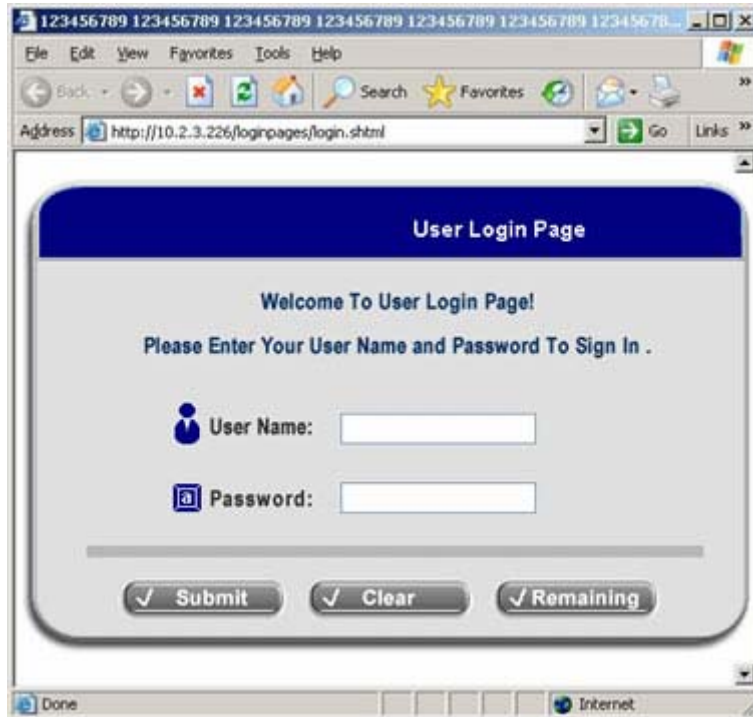 123456789 123456789 123456789 123456789 123456789 12345678...
File Edit View Favorites Tools Help
Back Search Favorites »
Address http://10.2.3.226/loginpages/login.shtml Go Links »
User Login Page
Welcome To User Login Page!
Please Enter Your User Name and Password To Sign In .
User Name:
a Password:
Submit Clear Remaining
Done Internet